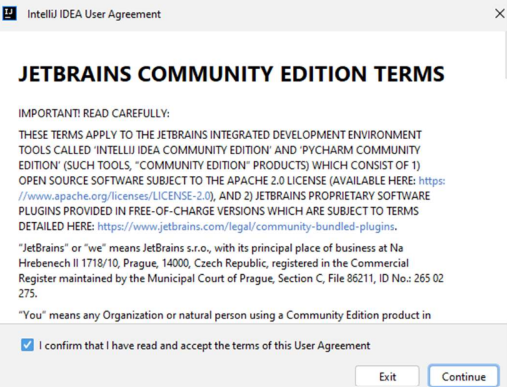 IntelliJ IDEA User Agreement
JETBRAINS COMMUNITY EDITION TERMS
IMPORTANT! READ CAREFULLY:
THESE TERMS APPLY TO THE JETBRAINS INTEGRATED DEVELOPMENT ENVIRONMENT
TOOLS CALLED 'INTELLIJ IDEA COMMUNITY EDITION' AND 'PYCHARM COMMUNITY
EDITION' (SUCH TOOLS, "COMMUNITY EDITION" PRODUCTS) WHICH CONSIST OF 1)
OPEN SOURCE SOFTWARE SUBJECT TO THE APACHE 2.0 LICENSE (AVAILABLE HERE: https:
//www.apache.org/licenses/LICENSE-2.0), AND 2) JETBRAINS PROPRIETARY SOFTWARE
PLUGINS PROVIDED IN FREE-OF-CHARGE VERSIONS WHICH ARE SUBJECT TO TERMS
DETAILED HERE: https://www.jetbrains.com/legal/community-bundled-plugins.
"JetBrains" or "we" means JetBrains s.r.o., with its principal place of business at Na
Hrebenech II 1718/10, Prague, 14000, Czech Republic, registered in the Commercial
Register maintained by the Municipal Court of Prague, Section C, File 86211, ID No.: 265 02
275.
"You" means any Organization or natural person using a Community Edition product in
I confirm that I have read and accept the terms of this User Agreement
Exit
Continue